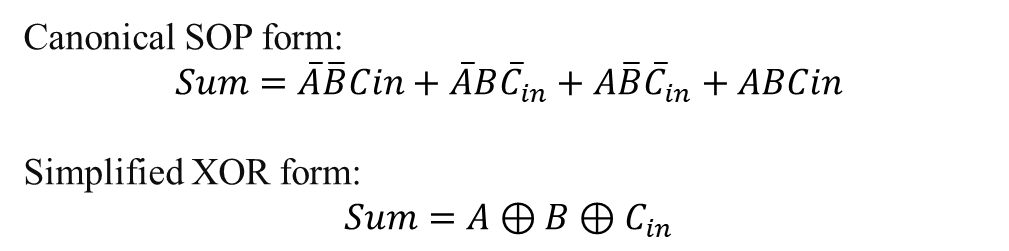 Canonical SOP form:
Sum = A̅B̅Cin + A̅BC̅ᵢₙ + AB̅C̅ᵢₙ + ABCin
Simplified XOR form:
Sum = A ⊕ B ⊕ Cᵢₙ